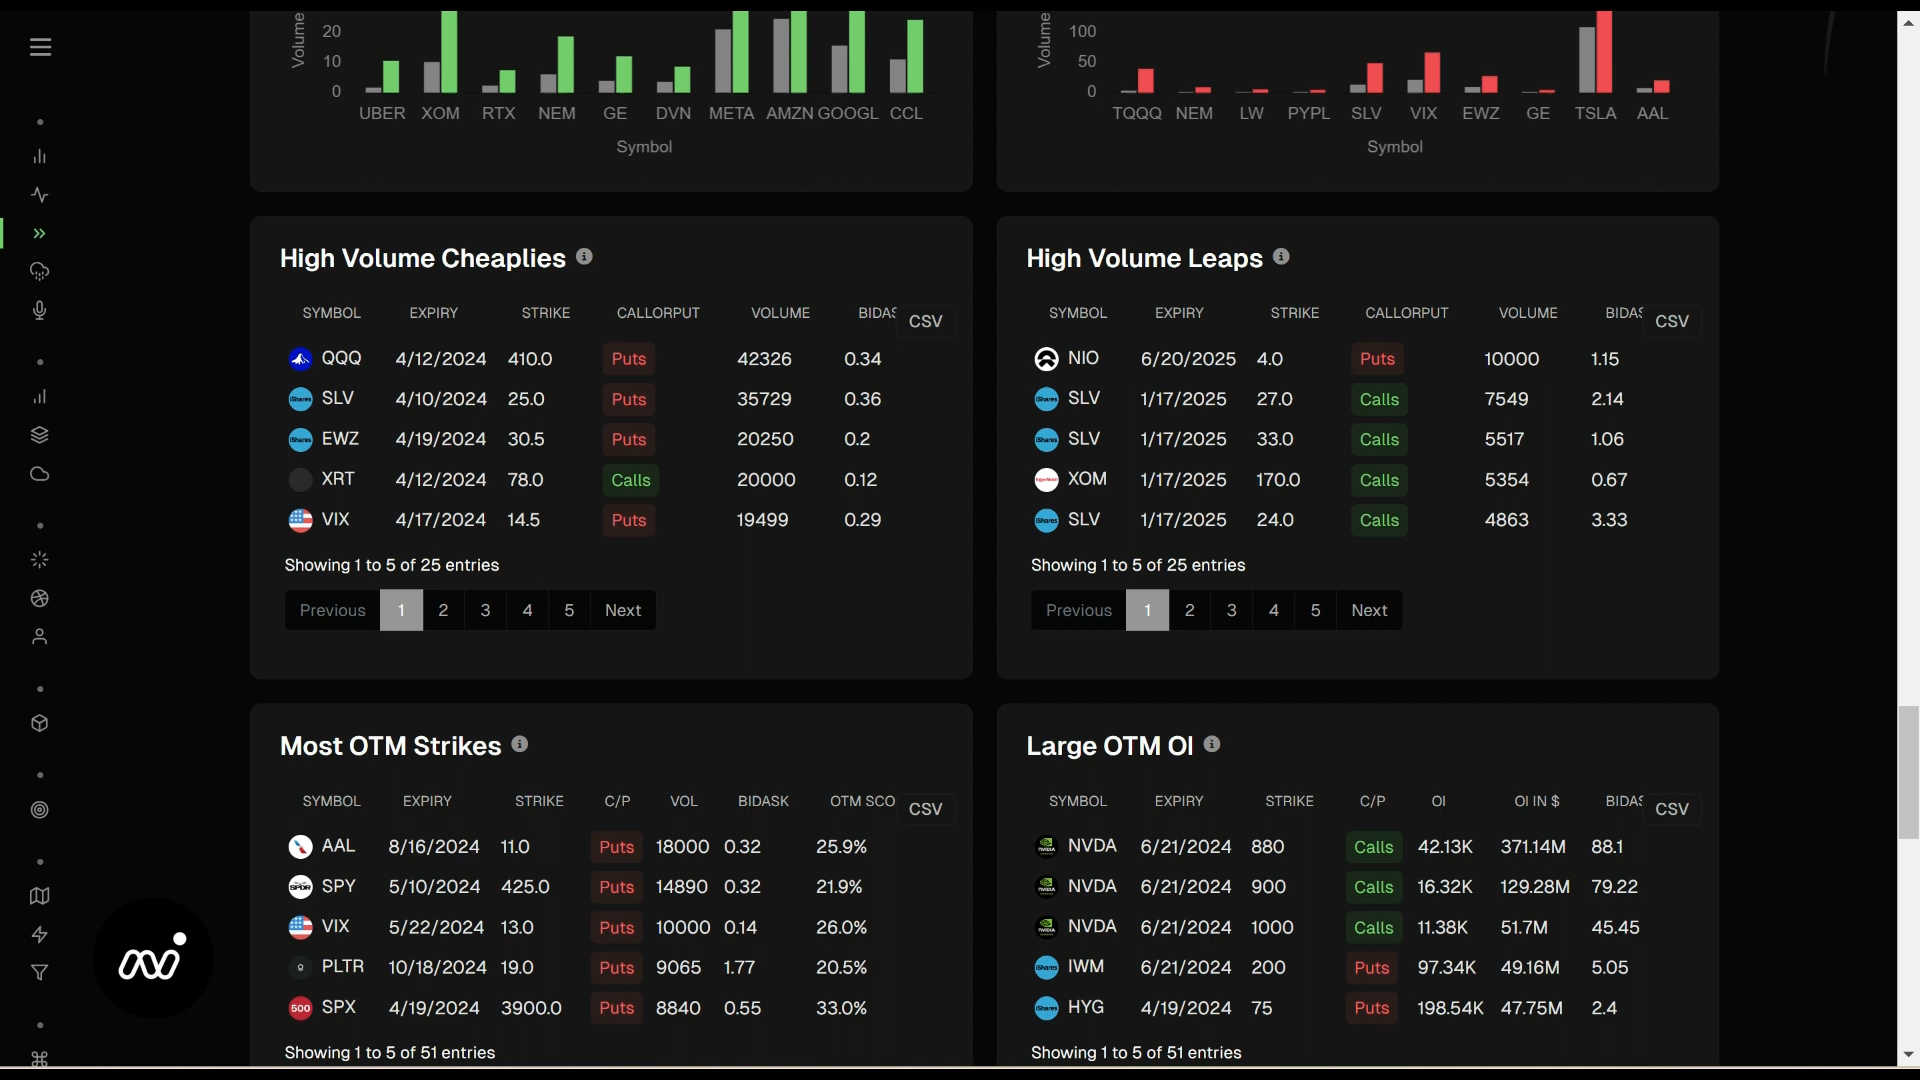 Volume
20
10
0
UBER XOM RTX NEM GE DVN META AMZN GOOGL CCL
Symbol
Volume
100
50
0
TQQQ NEM LW PYPL SLV VIX EWZ GE TSLA AAL
Symbol
High Volume Cheaplies
SYMBOL EXPIRY STRIKE CALLORPUT VOLUME BIDAS CSV
QQQ 4/12/2024 410.0 Puts 42326 0.34
SLV 4/10/2024 25.0 Puts 35729 0.36
EWZ 4/19/2024 30.5 Puts 20250 0.2
XRT 4/12/2024 78.0 Calls 20000 0.12
VIX 4/17/2024 14.5 Puts 19499 0.29
Showing 1 to 5 of 25 entries
Previous 1 2 3 4 5 Next
High Volume Leaps
SYMBOL EXPIRY STRIKE CALLORPUT VOLUME BIDAS CSV
NIO 6/20/2025 4.0 Puts 10000 1.15
SLV 1/17/2025 27.0 Calls 7549 2.14
SLV 1/17/2025 33.0 Calls 5517 1.06
XOM 1/17/2025 170.0 Calls 5354 0.67
SLV 1/17/2025 24.0 Calls 4863 3.33
Showing 1 to 5 of 25 entries
Previous 1 2 3 4 5 Next
Most OTM Strikes
SYMBOL EXPIRY STRIKE C/P VOL BIDASK OTM SCO CSV
AAL 8/16/2024 11.0 Puts 18000 0.32 25.9%
SPY 5/10/2024 425.0 Puts 14890 0.32 21.9%
VIX 5/22/2024 13.0 Puts 10000 0.14 26.0%
PLTR 10/18/2024 19.0 Puts 9065 1.77 20.5%
500 SPX 4/19/2024 3900.0 Puts 8840 0.55 33.0%
Showing 1 to 5 of 51 entries
Large OTM OI
SYMBOL EXPIRY STRIKE C/P OI OI IN $ BIDAS CSV
NVDA 6/21/2024 880 Calls 42.13K 371.14M 88.1
NVDA 6/21/2024 900 Calls 16.32K 129.28M 79.22
NVDA 6/21/2024 1000 Calls 11.38K 51.7M 45.45
IWM 6/21/2024 200 Puts 97.34K 49.16M 5.05
HYG 4/19/2024 75 Puts 198.54K 47.75M 2.4
Showing 1 to 5 of 51 entries